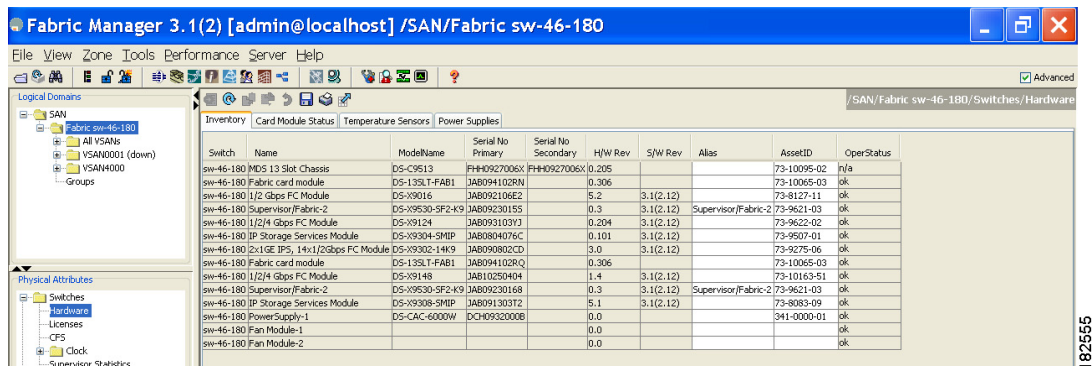 Fabric Manager 3.1(2) [admin@localhost] /SAN/Fabric sw-46-180
File View Zone Tools Performance Server Help
Advanced
Logical Domains
SAN
Fabric sw-46-180
All VSANs
VSAN0001 (down)
VSAN4000
Groups
Physical Attributes
Switches
Hardware
Licenses
CFS
Clock
Supervisor Statistics
/SAN/Fabric sw-46-180/Switches/Hardware
Inventory Card Module Status Temperature Sensors Power Supplies
Switch Name ModelName Serial No Primary Serial No Secondary H/W Rev S/W Rev Alias AssetID OperStatus
sw-46-180 MDS 13 Slot Chassis DS-C9513 FHH0927006X FHH0927006X 0.205 73-10095-02 n/a
sw-46-180 Fabric card module DS-13SLT-FAB1 JAB094102RN 0.306 73-10065-03 ok
sw-46-180 1/2 Gbps FC Module DS-X9016 JAB092106E2 5.2 3.1(2.12) 73-8127-11 ok
sw-46-180 Supervisor/Fabric-2 DS-X9530-SF2-K9 JAB09230155 0.3 3.1(2.12) Supervisor/Fabric-2 73-9621-03 ok
sw-46-180 1/2/4 Gbps FC Module DS-X9124 JAB093103YJ 0.204 3.1(2.12) 73-9622-02 ok
sw-46-180 IP Storage Services Module DS-X9304-SMIP JAB0804076C 0.101 3.1(2.12) 73-9507-01 ok
sw-46-180 2x1GE IPS, 14x1/2Gbps FC Module DS-X9302-14K9 JAB090802CD 3.0 3.1(2.12) 73-9275-06 ok
sw-46-180 Fabric card module DS-13SLT-FAB1 JAB094102RQ 0.306 73-10065-03 ok
sw-46-180 1/2/4 Gbps FC Module DS-X9148 JAB10250404 1.4 3.1(2.12) 73-10163-51 ok
sw-46-180 Supervisor/Fabric-2 DS-X9530-SF2-K9 JAB09230168 0.3 3.1(2.12) Supervisor/Fabric-2 73-9621-03 ok
sw-46-180 IP Storage Services Module DS-X9308-SMIP JAB091303T2 5.1 3.1(2.12) 73-8083-09 ok
sw-46-180 PowerSupply-1 DS-CAC-6000W DCH0932000B 0.0 341-0000-01 ok
sw-46-180 Fan Module-1 0.0 ok
sw-46-180 Fan Module-2 0.0 ok
182555